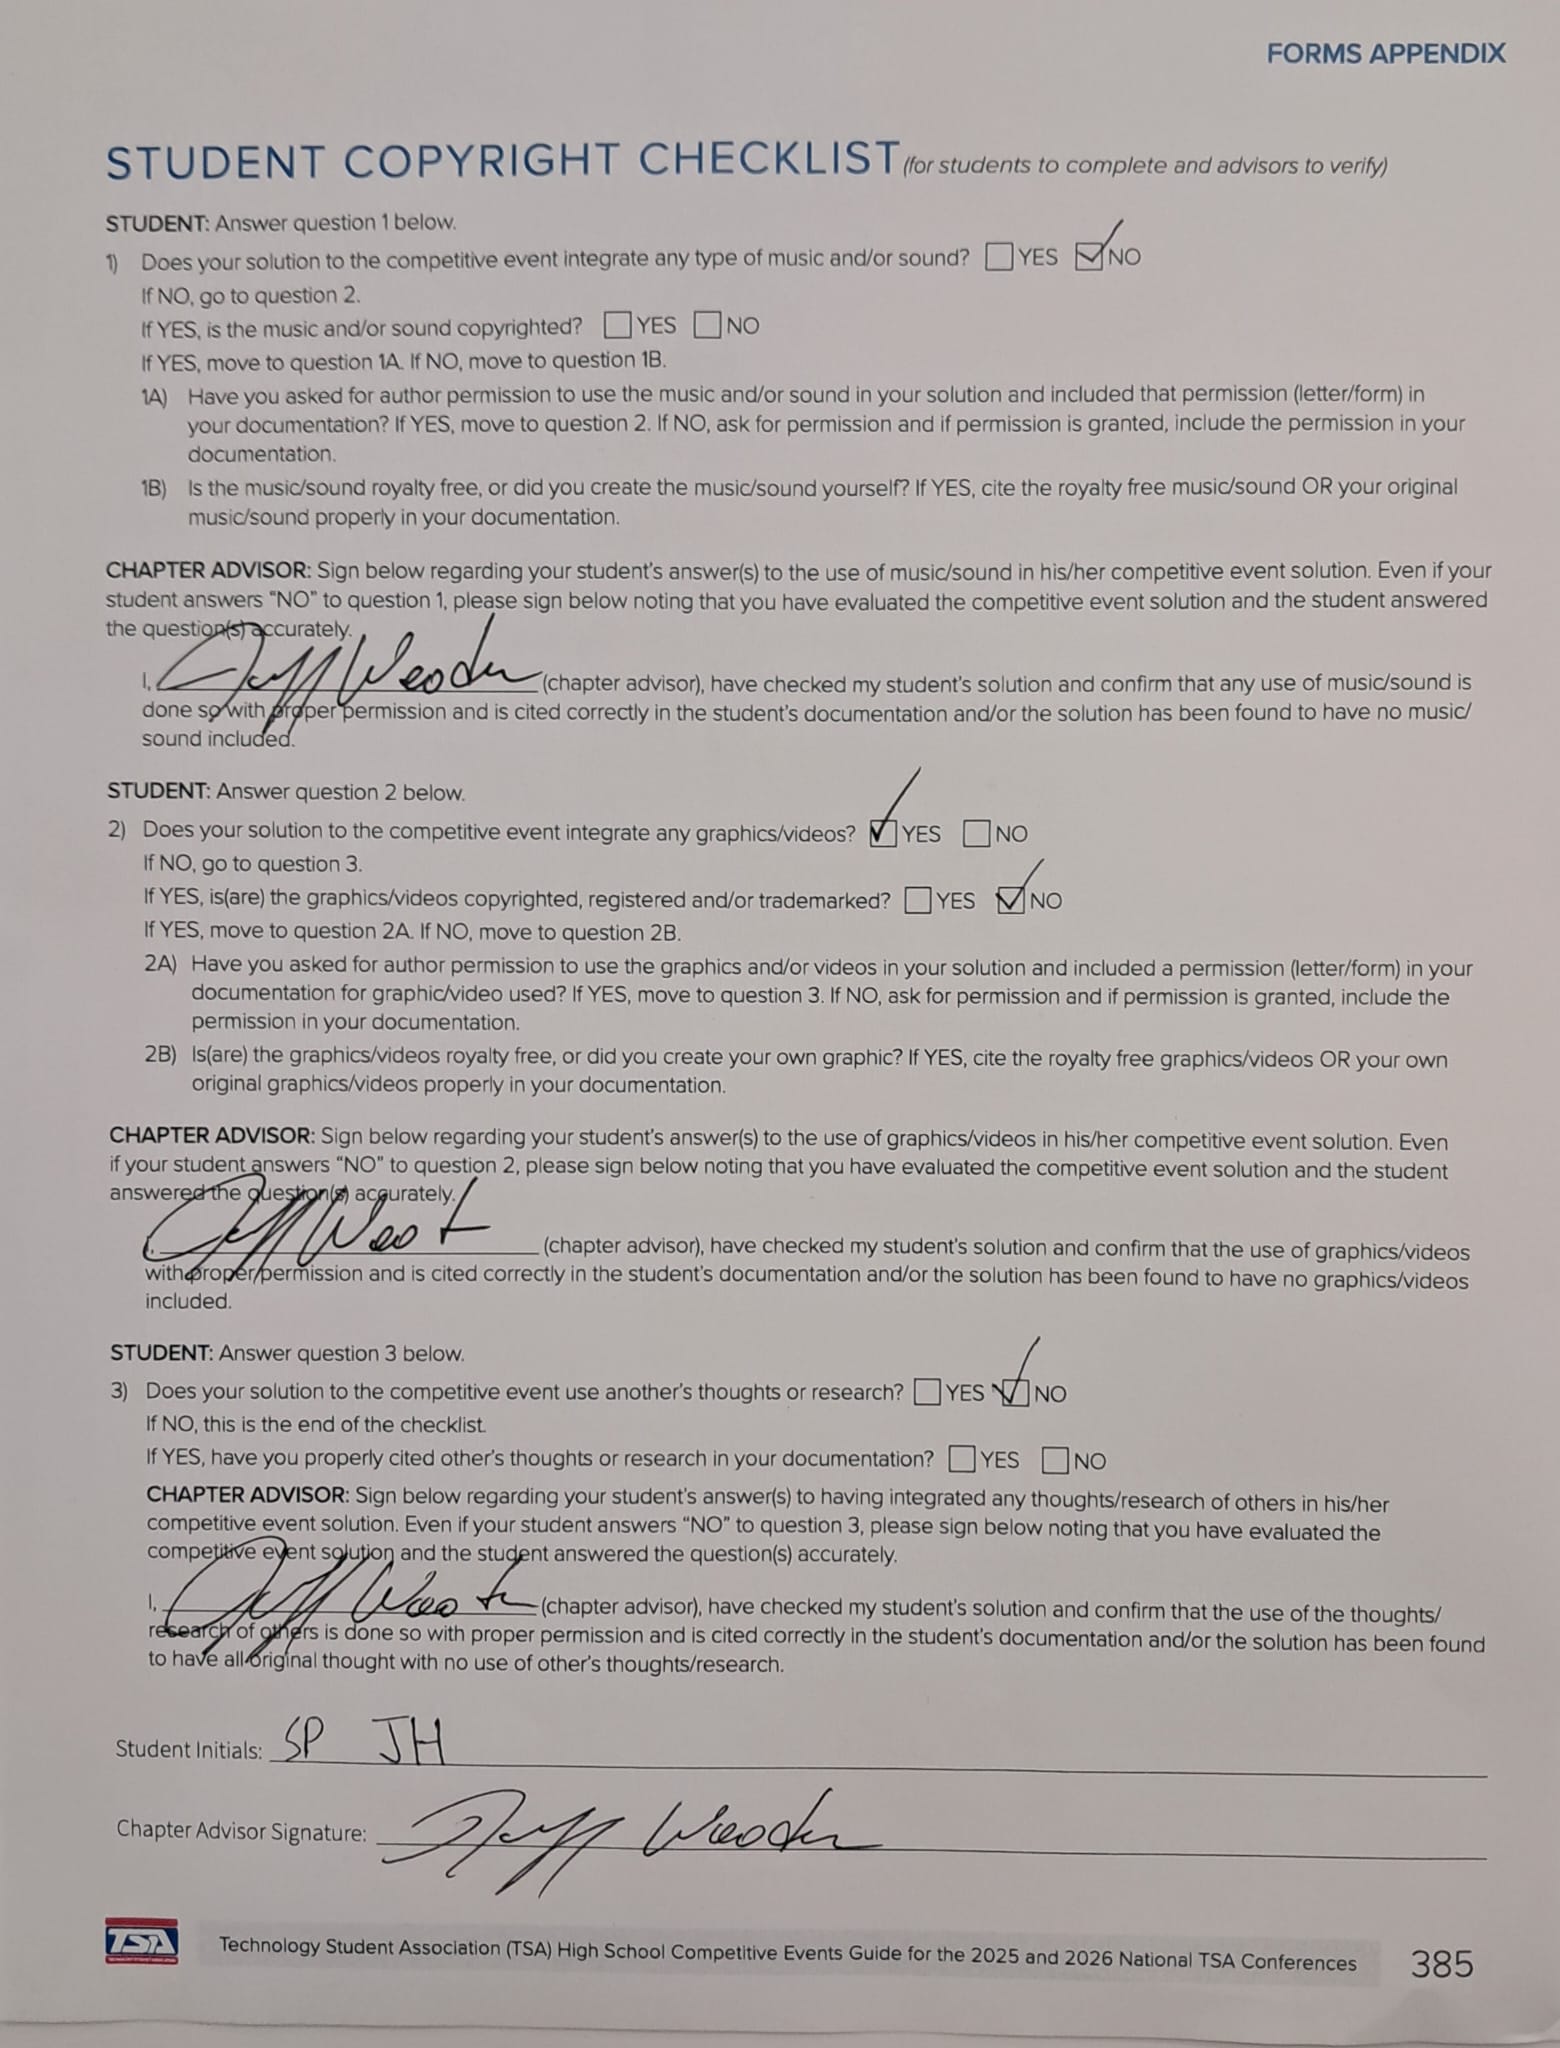 FORMS APPENDIX
STUDENT COPYRIGHT CHECKLIST (for students to complete and advisors to verify)
STUDENT: Answer question 1 below.
1) Does your solution to the competitive event integrate any type of music and/or sound? YES NO
If NO, go to question 2.
If YES, is the music and/or sound copyrighted? YES NO
If YES, move to question 1A. If NO, move to question 1B.
1A) Have you asked for author permission to use the music and/or sound in your solution and included that permission (letter/form) in
your documentation? If YES, move to question 2. If NO, ask for permission and if permission is granted, include the permission in your
documentation.
1B) Is the music/sound royalty free, or did you create the music/sound yourself? If YES, cite the royalty free music/sound OR your original
music/sound properly in your documentation.
CHAPTER ADVISOR: Sign below regarding your student's answer(s) to the use of music/sound in his/her competitive event solution. Even if your
student answers “NO” to question 1, please sign below noting that you have evaluated the competitive event solution and the student answered
the question(s) accurately.
I, (chapter advisor), have checked my student's solution and confirm that any use of music/sound is
done so with proper permission and is cited correctly in the student's documentation and/or the solution has been found to have no music/
sound included.
STUDENT: Answer question 2 below.
2) Does your solution to the competitive event integrate any graphics/videos? YES NO
If NO, go to question 3.
If YES, is(are) the graphics/videos copyrighted, registered and/or trademarked? YES NO
If YES, move to question 2A. If NO, move to question 2B.
2A) Have you asked for author permission to use the graphics and/or videos in your solution and included a permission (letter/form) in your
documentation for graphic/video used? If YES, move to question 3. If NO, ask for permission and if permission is granted, include the
permission in your documentation.
2B) Is(are) the graphics/videos royalty free, or did you create your own graphic? If YES, cite the royalty free graphics/videos OR your own
original graphics/videos properly in your documentation.
CHAPTER ADVISOR: Sign below regarding your student's answer(s) to the use of graphics/videos in his/her competitive event solution. Even
if your student answers “NO” to question 2, please sign below noting that you have evaluated the competitive event solution and the student
answered the question(s) accurately.
(chapter advisor), have checked my student's solution and confirm that the use of graphics/videos
with proper permission and is cited correctly in the student's documentation and/or the solution has been found to have no graphics/videos
included.
STUDENT: Answer question 3 below.
3) Does your solution to the competitive event use another's thoughts or research? YES NO
If NO, this is the end of the checklist.
If YES, have you properly cited other's thoughts or research in your documentation? YES NO
CHAPTER ADVISOR: Sign below regarding your student's answer(s) to having integrated any thoughts/research of others in his/her
competitive event solution. Even if your student answers “NO” to question 3, please sign below noting that you have evaluated the
competitive event solution and the student answered the question(s) accurately.
I, (chapter advisor), have checked my student's solution and confirm that the use of the thoughts/
research of others is done so with proper permission and is cited correctly in the student's documentation and/or the solution has been found
to have all original thought with no use of other's thoughts/research.
Student Initials: SP JH
Chapter Advisor Signature: Jeff
TSA Technology Student Association (TSA) High School Competitive Events Guide for the 2025 and 2026 National TSA Conferences 385